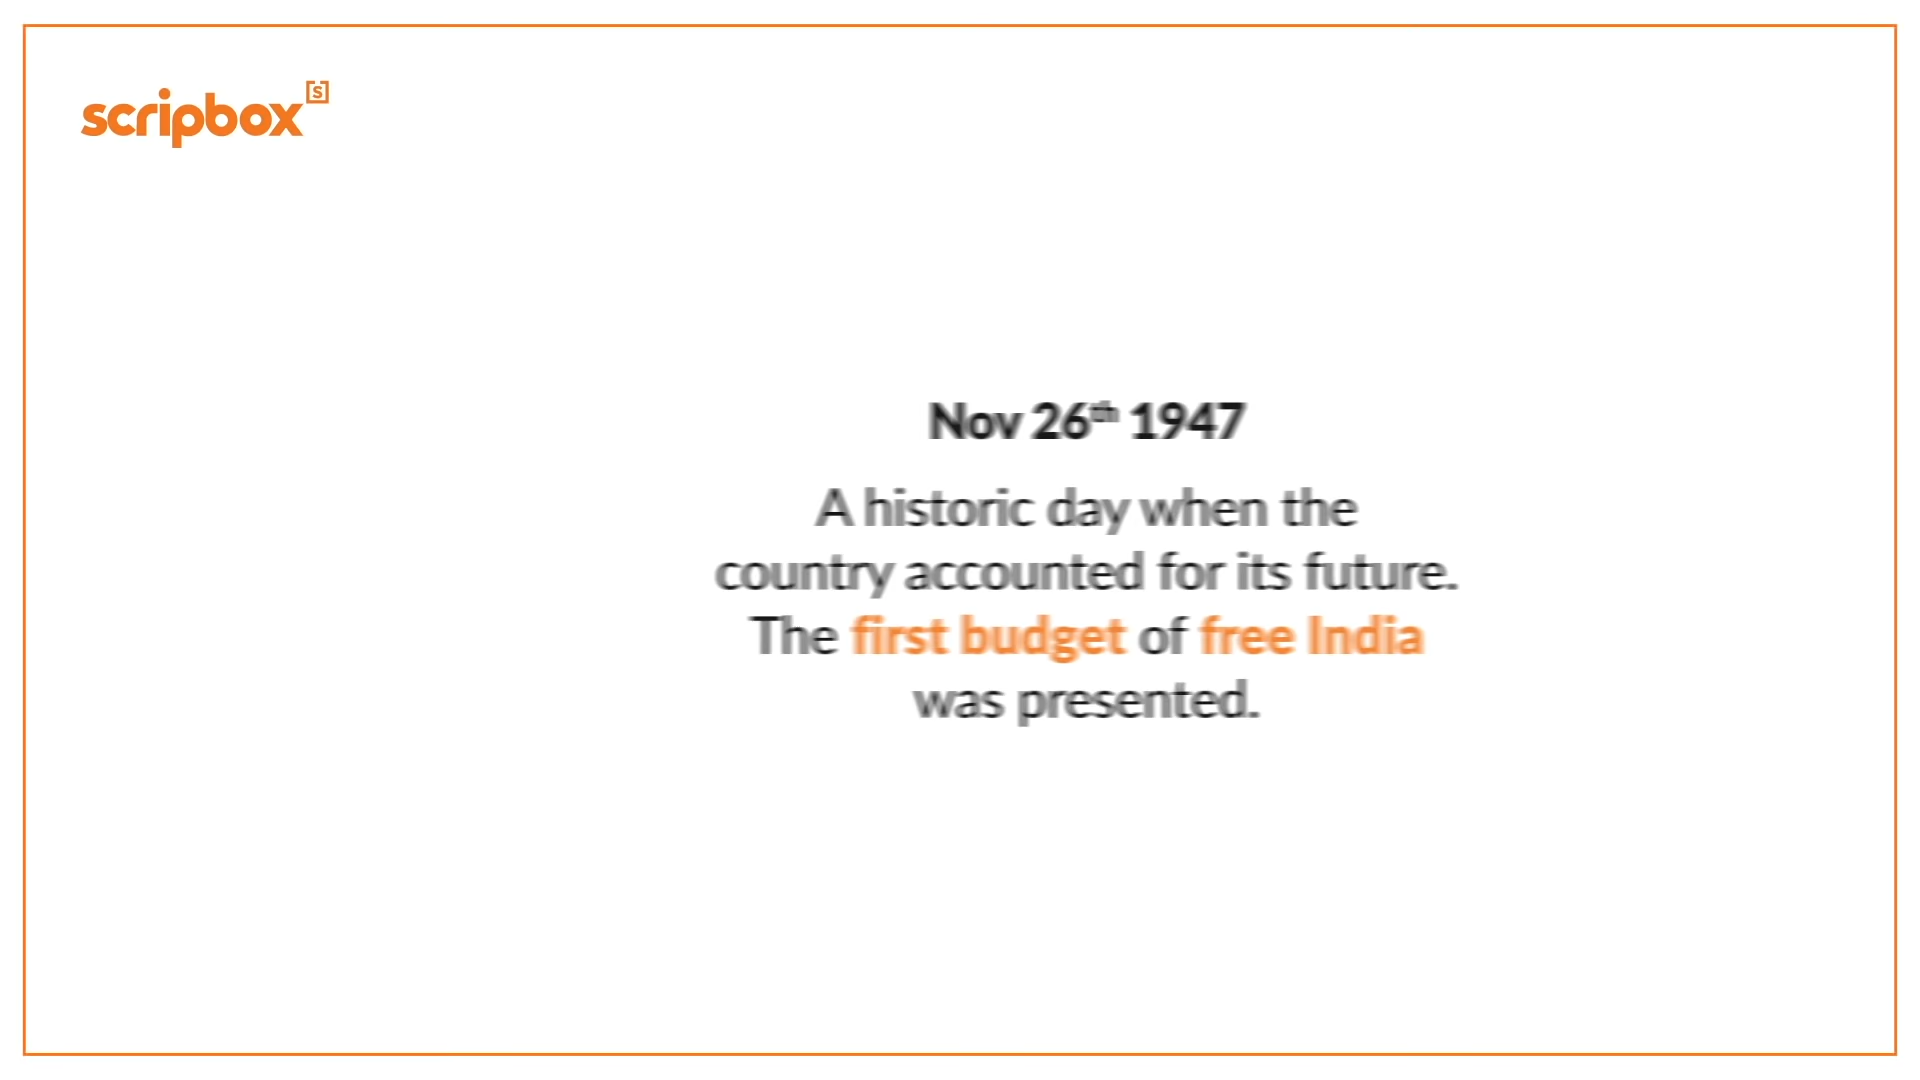 scripbox [s]
Nov 26th 1947
A historic day when the
country accounted for its future.
The first budget of free India
was presented.